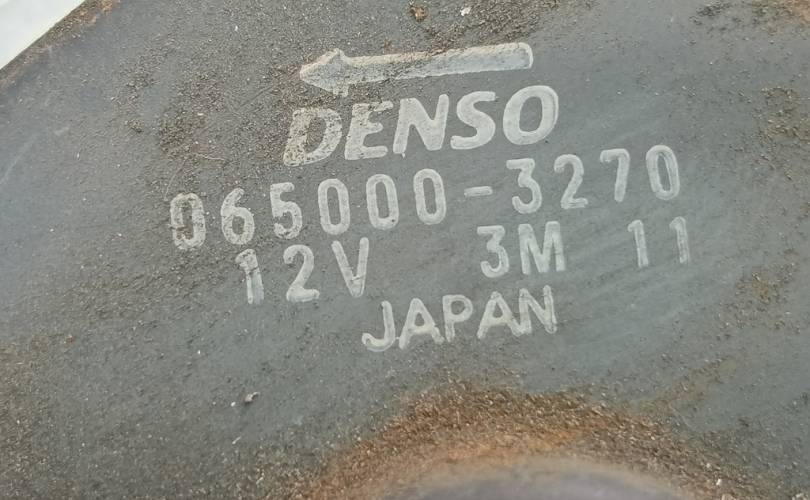 DENSO
065000-3270
12V 3M 11
JAPAN